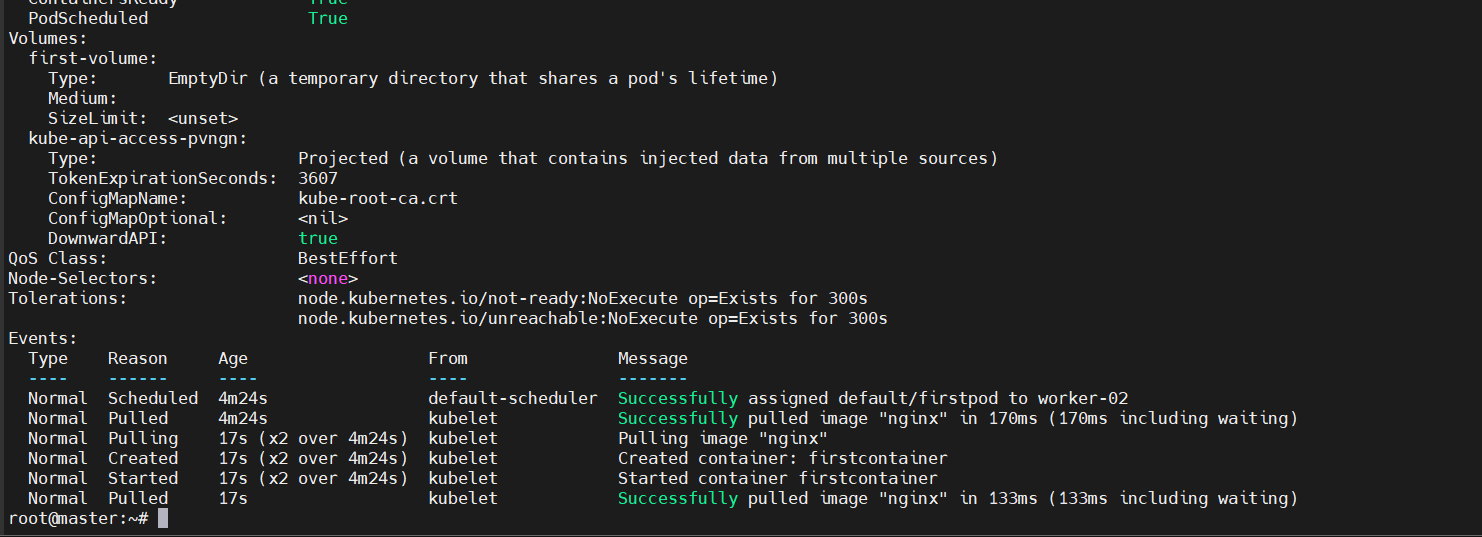 ContainersReady             True
  PodScheduled                True
Volumes:
  first-volume:
    Type:       EmptyDir (a temporary directory that shares a pod's lifetime)
    Medium:
    SizeLimit:  <unset>
  kube-api-access-pvngn:
    Type:                    Projected (a volume that contains injected data from multiple sources)
    TokenExpirationSeconds:  3607
    ConfigMapName:           kube-root-ca.crt
    ConfigMapOptional:       <nil>
    DownwardAPI:             true
QoS Class:                   BestEffort
Node-Selectors:              <none>
Tolerations:                 node.kubernetes.io/not-ready:NoExecute op=Exists for 300s
                             node.kubernetes.io/unreachable:NoExecute op=Exists for 300s
Events:
  Type    Reason     Age                  From               Message
  ----    ------     ----                 ----               -------
  Normal  Scheduled  4m24s                default-scheduler  Successfully assigned default/firstpod to worker-02
  Normal  Pulled     4m24s                kubelet            Successfully pulled image "nginx" in 170ms (170ms including waiting)
  Normal  Pulling    17s (x2 over 4m24s)  kubelet            Pulling image "nginx"
  Normal  Created    17s (x2 over 4m24s)  kubelet            Created container: firstcontainer
  Normal  Started    17s (x2 over 4m24s)  kubelet            Started container firstcontainer
  Normal  Pulled     17s                  kubelet            Successfully pulled image "nginx" in 133ms (133ms including waiting)
root@master:~#